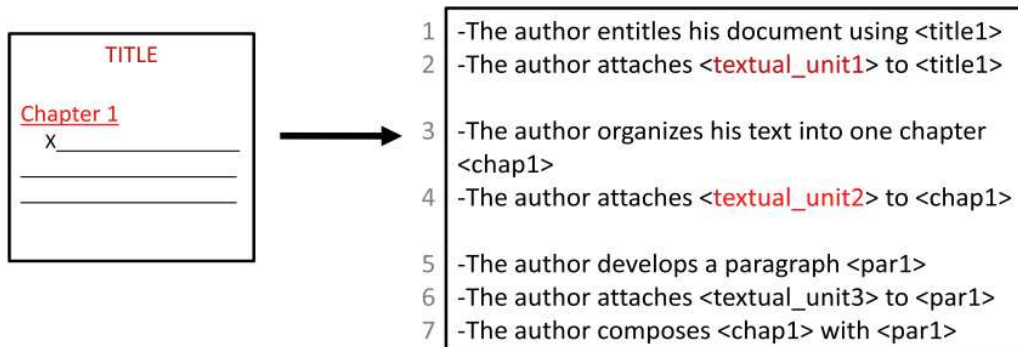 TITLE
Chapter 1
X
1 -The author entitles his document using <title1>
2 -The author attaches <textual_unit1> to <title1>
3 -The author organizes his text into one chapter
<chap1>
4 -The author attaches <textual_unit2> to <chap1>
5 -The author develops a paragraph <par1>
6 -The author attaches <textual_unit3> to <par1>
7 -The author composes <chap1> with <par1>